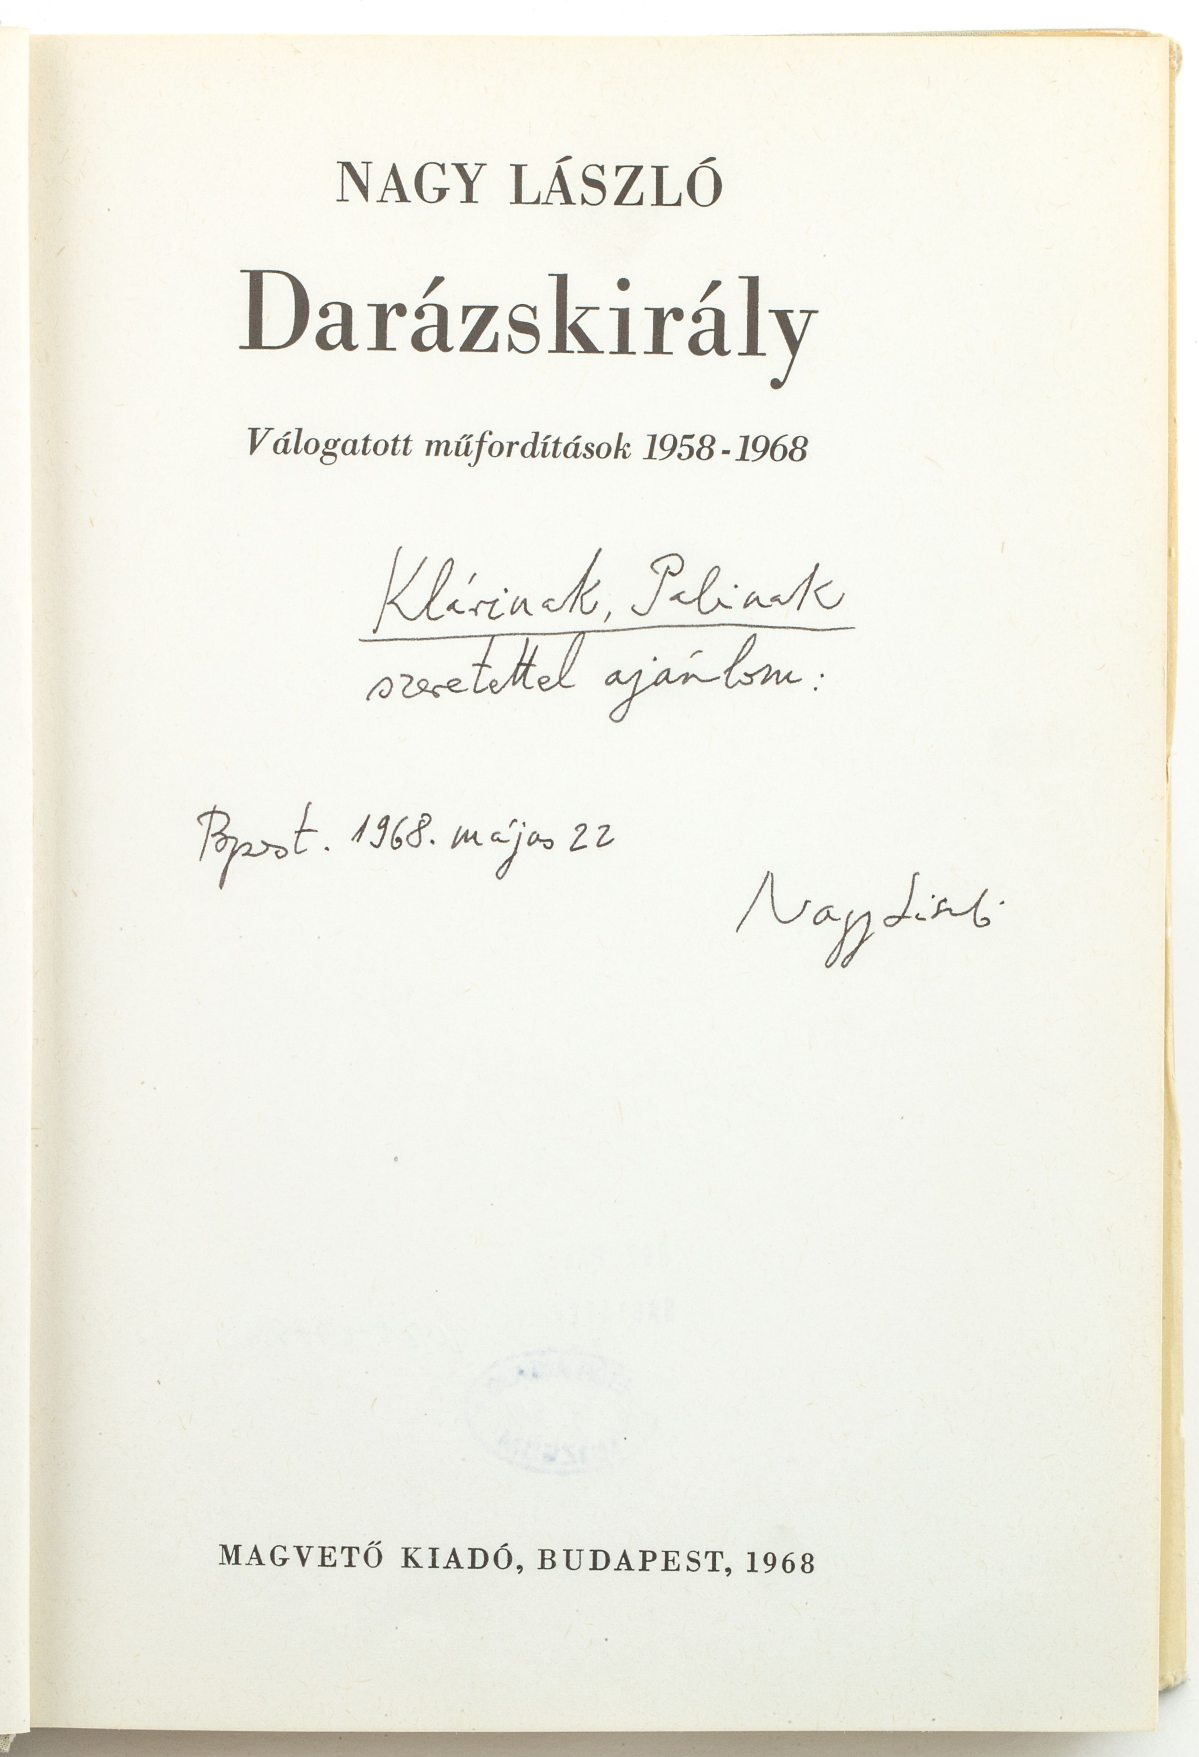 NAGY LÁSZLÓ
Darázskirály
Válogatott műfordítások 1958-1968
Klárinak, Palinak
szeretettel ajánlom:
Bpest. 1968. május 22
Nagy László
MAGVETŐ KIADÓ, BUDAPEST, 1968